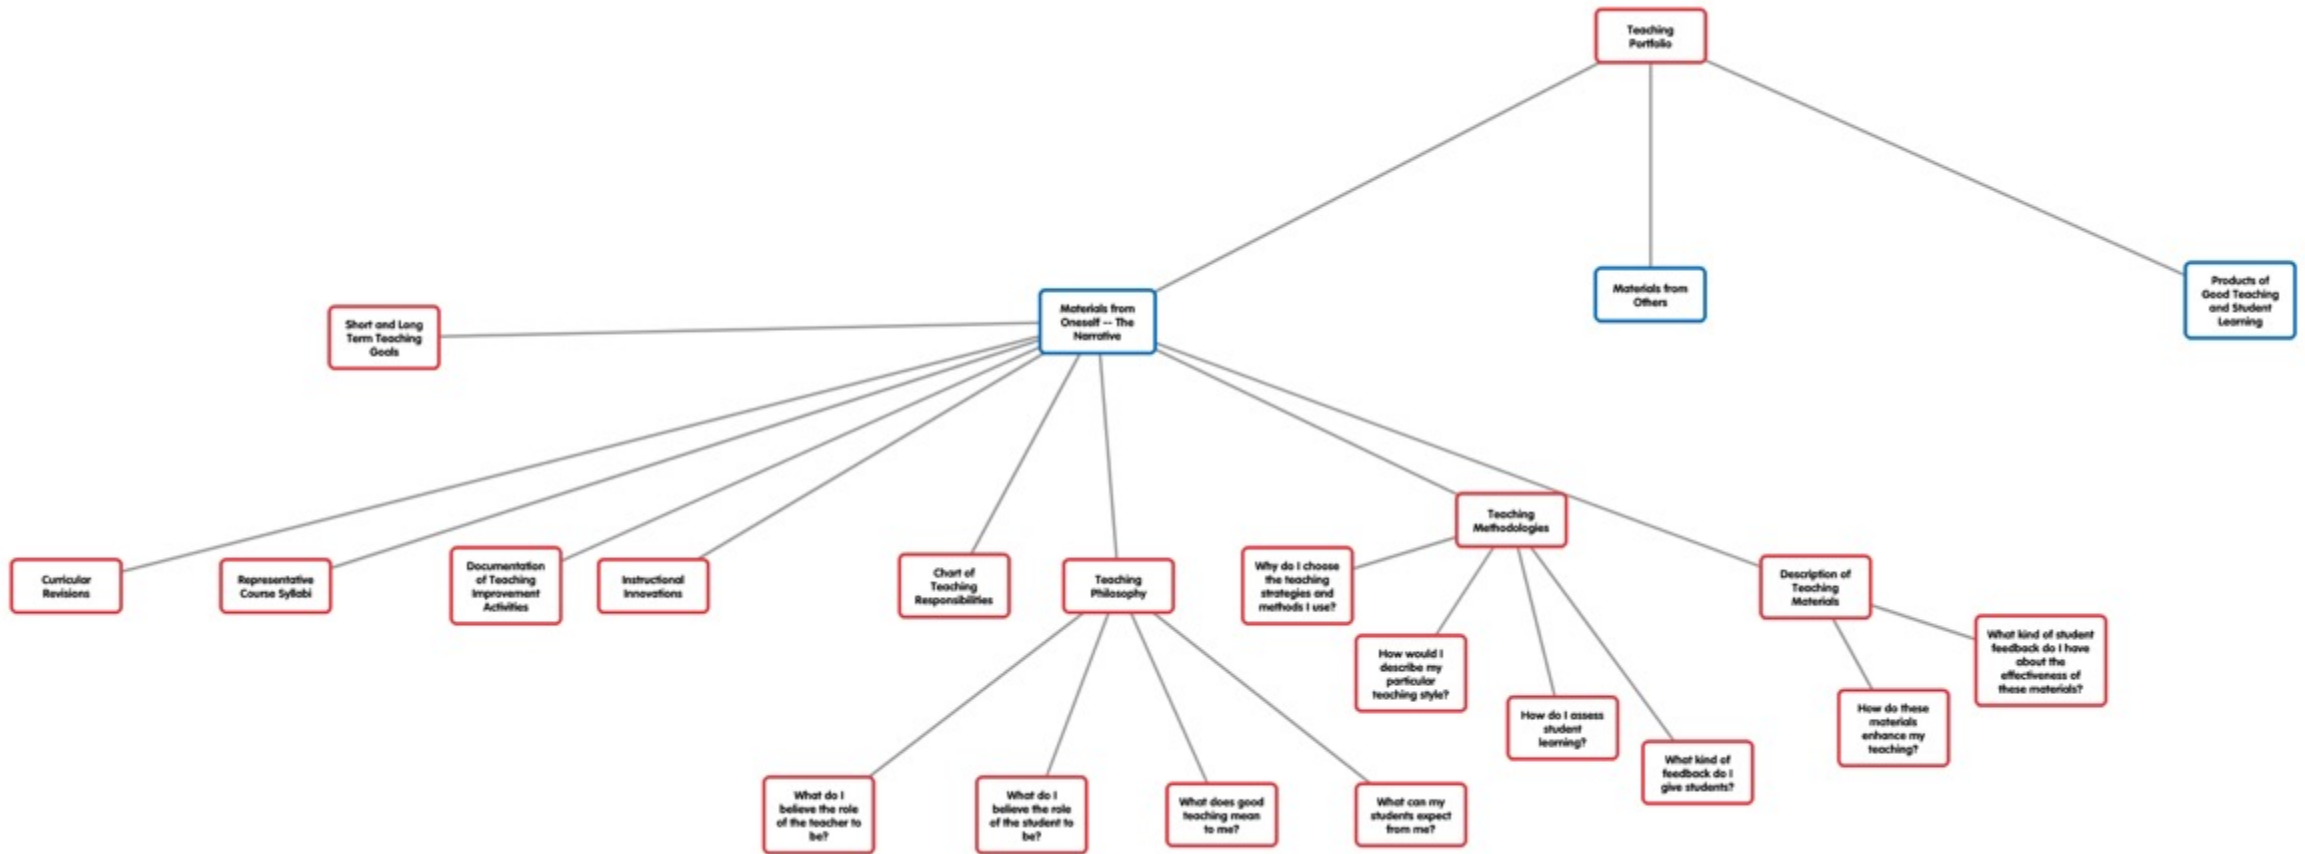 Teaching
Portfolio
Materials from
Oneself -- The
Narrative
Materials from
Others
Products of
Good Teaching
and Student
Learning
Short and Long
Term Teaching
Goals
Curricular
Revisions
Representative
Course Syllabi
Documentation
of Teaching
Improvement
Activities
Instructional
Innovations
Chart of
Teaching
Responsibilities
Teaching
Philosophy
Teaching
Methodologies
Description of
Teaching
Materials
Why do I choose
the teaching
strategies and
methods I use?
How would I
describe my
particular
teaching style?
How do I assess
student
learning?
What kind of
feedback do I
give students?
How do these
materials
enhance my
teaching?
What kind of student
feedback do I have
about the
effectiveness of
these materials?
What do I
believe the role
of the teacher to
be?
What do I
believe the role
of the student to
be?
What does good
teaching mean
to me?
What can my
students expect
from me?